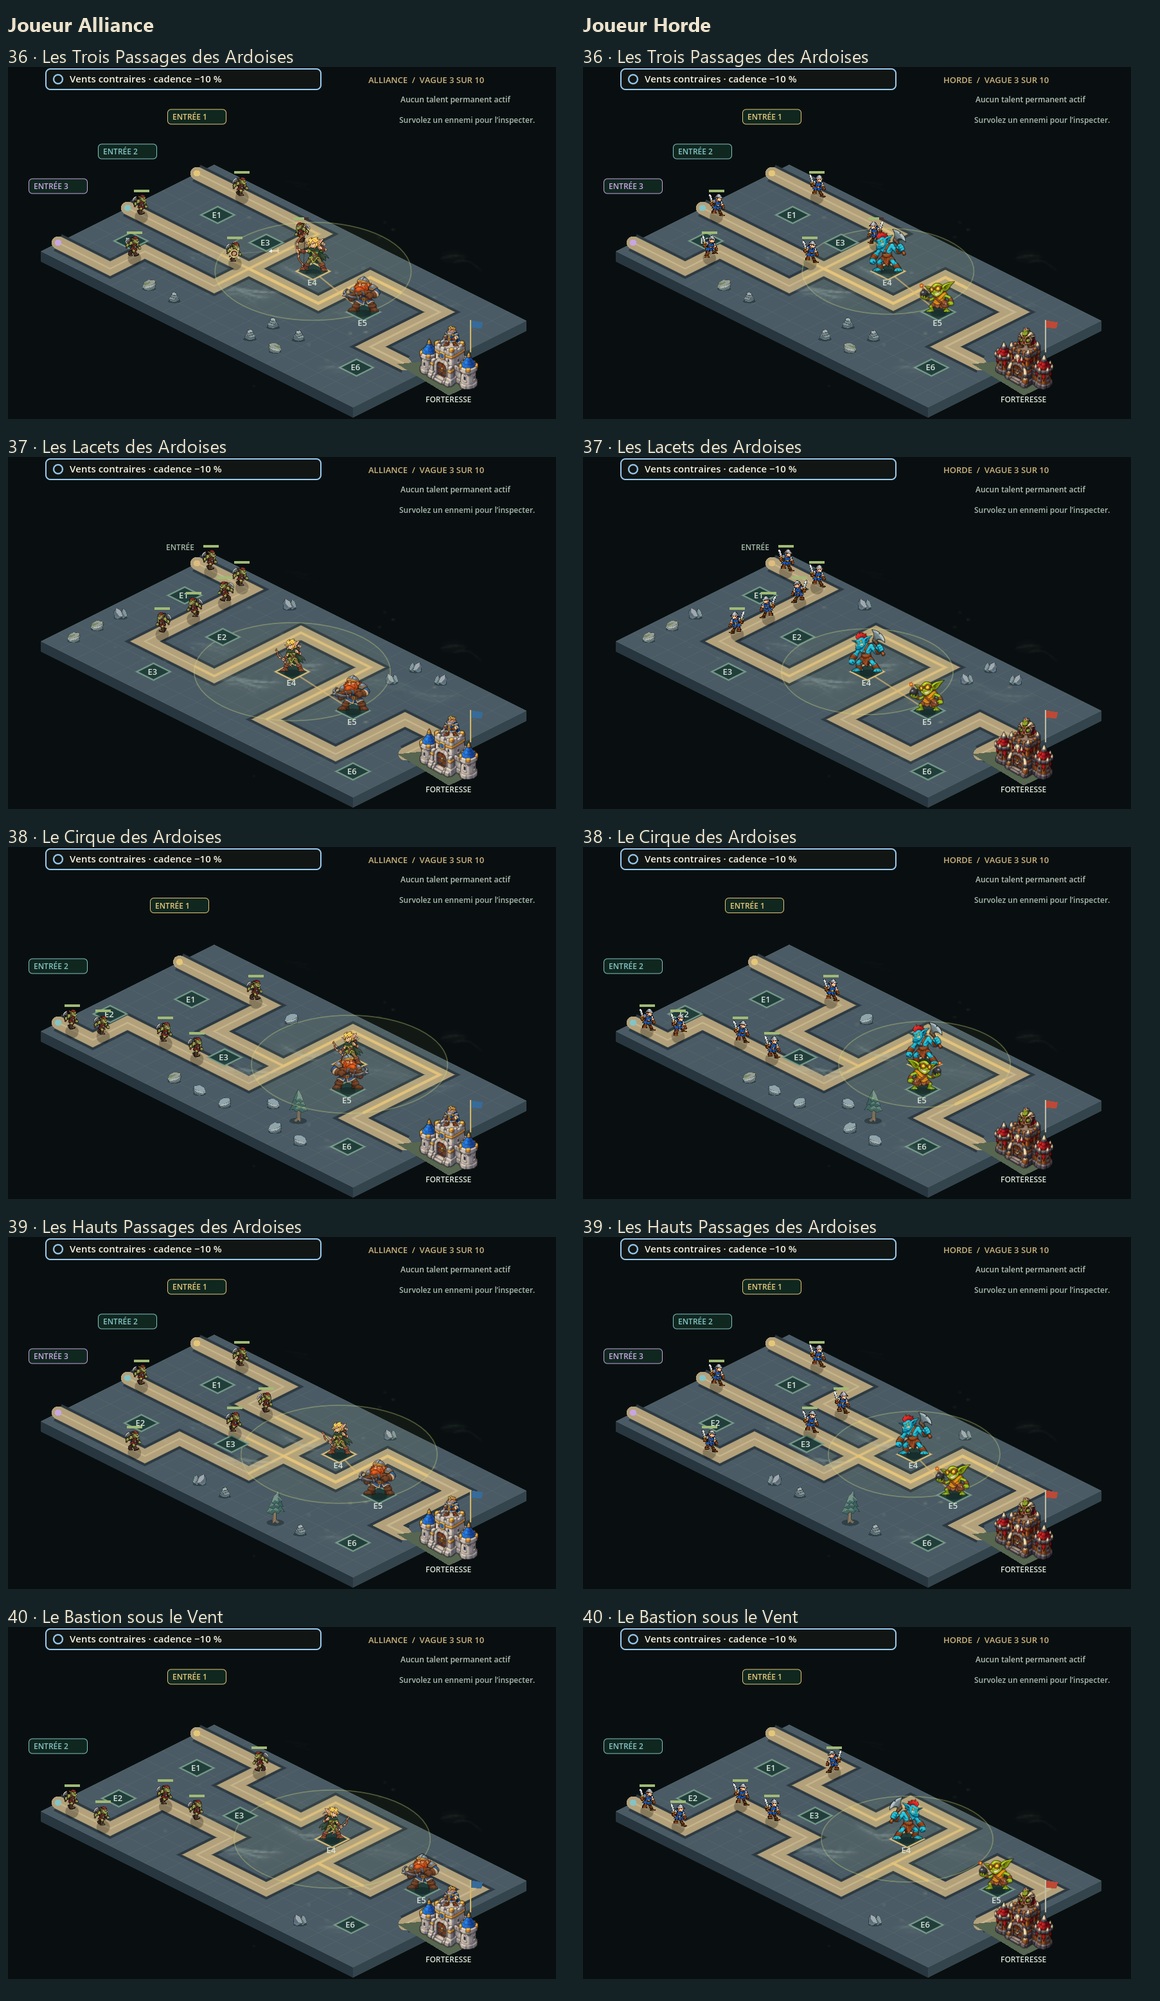 Joueur Alliance
Joueur Horde
36 · Les Trois Passages des Ardoises
Vents contraires · cadence −10 %
ALLIANCE / VAGUE 3 SUR 10
Aucun talent permanent actif
Survolez un ennemi pour l'inspecter.
ENTRÉE 1
ENTRÉE 2
ENTRÉE 3
E1
E3
E4
E5
E6
FORTERESSE
36 · Les Trois Passages des Ardoises
Vents contraires · cadence −10 %
HORDE / VAGUE 3 SUR 10
Aucun talent permanent actif
Survolez un ennemi pour l'inspecter.
ENTRÉE 1
ENTRÉE 2
ENTRÉE 3
E1
E3
E4
E5
E6
FORTERESSE
37 · Les Lacets des Ardoises
Vents contraires · cadence −10 %
ALLIANCE / VAGUE 3 SUR 10
Aucun talent permanent actif
Survolez un ennemi pour l'inspecter.
ENTRÉE
E1
E2
E3
E4
E5
E6
FORTERESSE
37 · Les Lacets des Ardoises
Vents contraires · cadence −10 %
HORDE / VAGUE 3 SUR 10
Aucun talent permanent actif
Survolez un ennemi pour l'inspecter.
ENTRÉE
E1
E2
E3
E4
E5
E6
FORTERESSE
38 · Le Cirque des Ardoises
Vents contraires · cadence −10 %
ALLIANCE / VAGUE 3 SUR 10
Aucun talent permanent actif
Survolez un ennemi pour l'inspecter.
ENTRÉE 1
ENTRÉE 2
E1
E2
E3
E5
E6
FORTERESSE
38 · Le Cirque des Ardoises
Vents contraires · cadence −10 %
HORDE / VAGUE 3 SUR 10
Aucun talent permanent actif
Survolez un ennemi pour l'inspecter.
ENTRÉE 1
ENTRÉE 2
E1
E2
E3
E5
E6
FORTERESSE
39 · Les Hauts Passages des Ardoises
Vents contraires · cadence −10 %
ALLIANCE / VAGUE 3 SUR 10
Aucun talent permanent actif
Survolez un ennemi pour l'inspecter.
ENTRÉE 1
ENTRÉE 2
ENTRÉE 3
E1
E2
E3
E4
E5
E6
FORTERESSE
39 · Les Hauts Passages des Ardoises
Vents contraires · cadence −10 %
HORDE / VAGUE 3 SUR 10
Aucun talent permanent actif
Survolez un ennemi pour l'inspecter.
ENTRÉE 1
ENTRÉE 2
ENTRÉE 3
E1
E2
E3
E4
E5
E6
FORTERESSE
40 · Le Bastion sous le Vent
Vents contraires · cadence −10 %
ALLIANCE / VAGUE 3 SUR 10
Aucun talent permanent actif
Survolez un ennemi pour l'inspecter.
ENTRÉE 1
ENTRÉE 2
E1
E2
E3
E4
E5
E6
FORTERESSE
40 · Le Bastion sous le Vent
Vents contraires · cadence −10 %
HORDE / VAGUE 3 SUR 10
Aucun talent permanent actif
Survolez un ennemi pour l'inspecter.
ENTRÉE 1
ENTRÉE 2
E1
E2
E3
E4
E5
E6
FORTERESSE